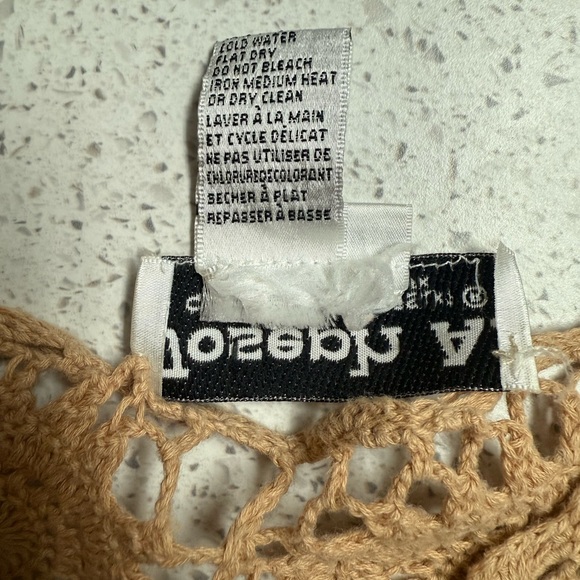 COLD WATER
FLAT DRY
DO NOT BLEACH
IRON MEDIUM HEAT
OR DRY CLEAN
LAVER À LA MAIN
ET CYCLE DÉLICAT
NE PAS UTILISER DE
CHLORUREDECOLORANT
SECHER À PLAT
REPASSER À BASSE
A